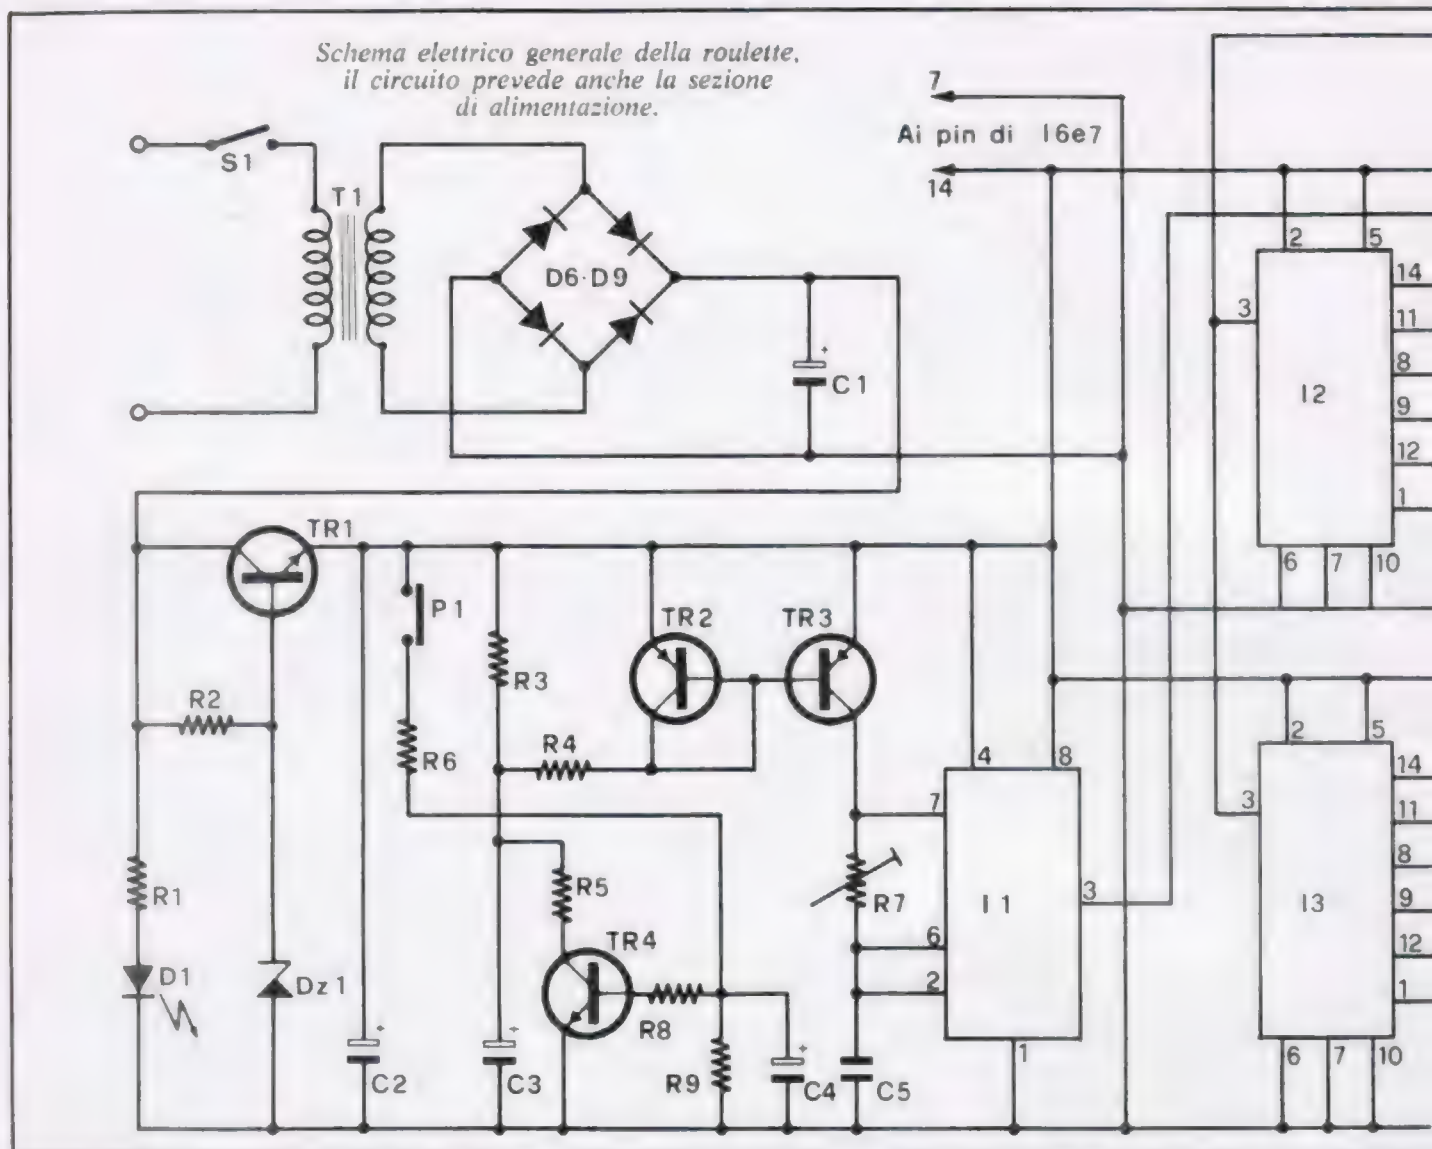 Schema elettrico generale della roulette,
il circuito prevede anche la sezione
di alimentazione.
7
Ai pin di I6e7
14
S1
T1
D6·D9
+
C1
2
5
3
14
11
8
9
12
1
I2
6
7
10
TR1
P1
TR2
TR3
R3
R2
R4
R6
4
8
2
5
7
3
14
11
8
9
12
1
R1
R5
R7
I1
3
I3
TR4
6
D1
Dz1
2
R8
+
C2
+
C3
R9
+
C4
C5
1
6
7
10